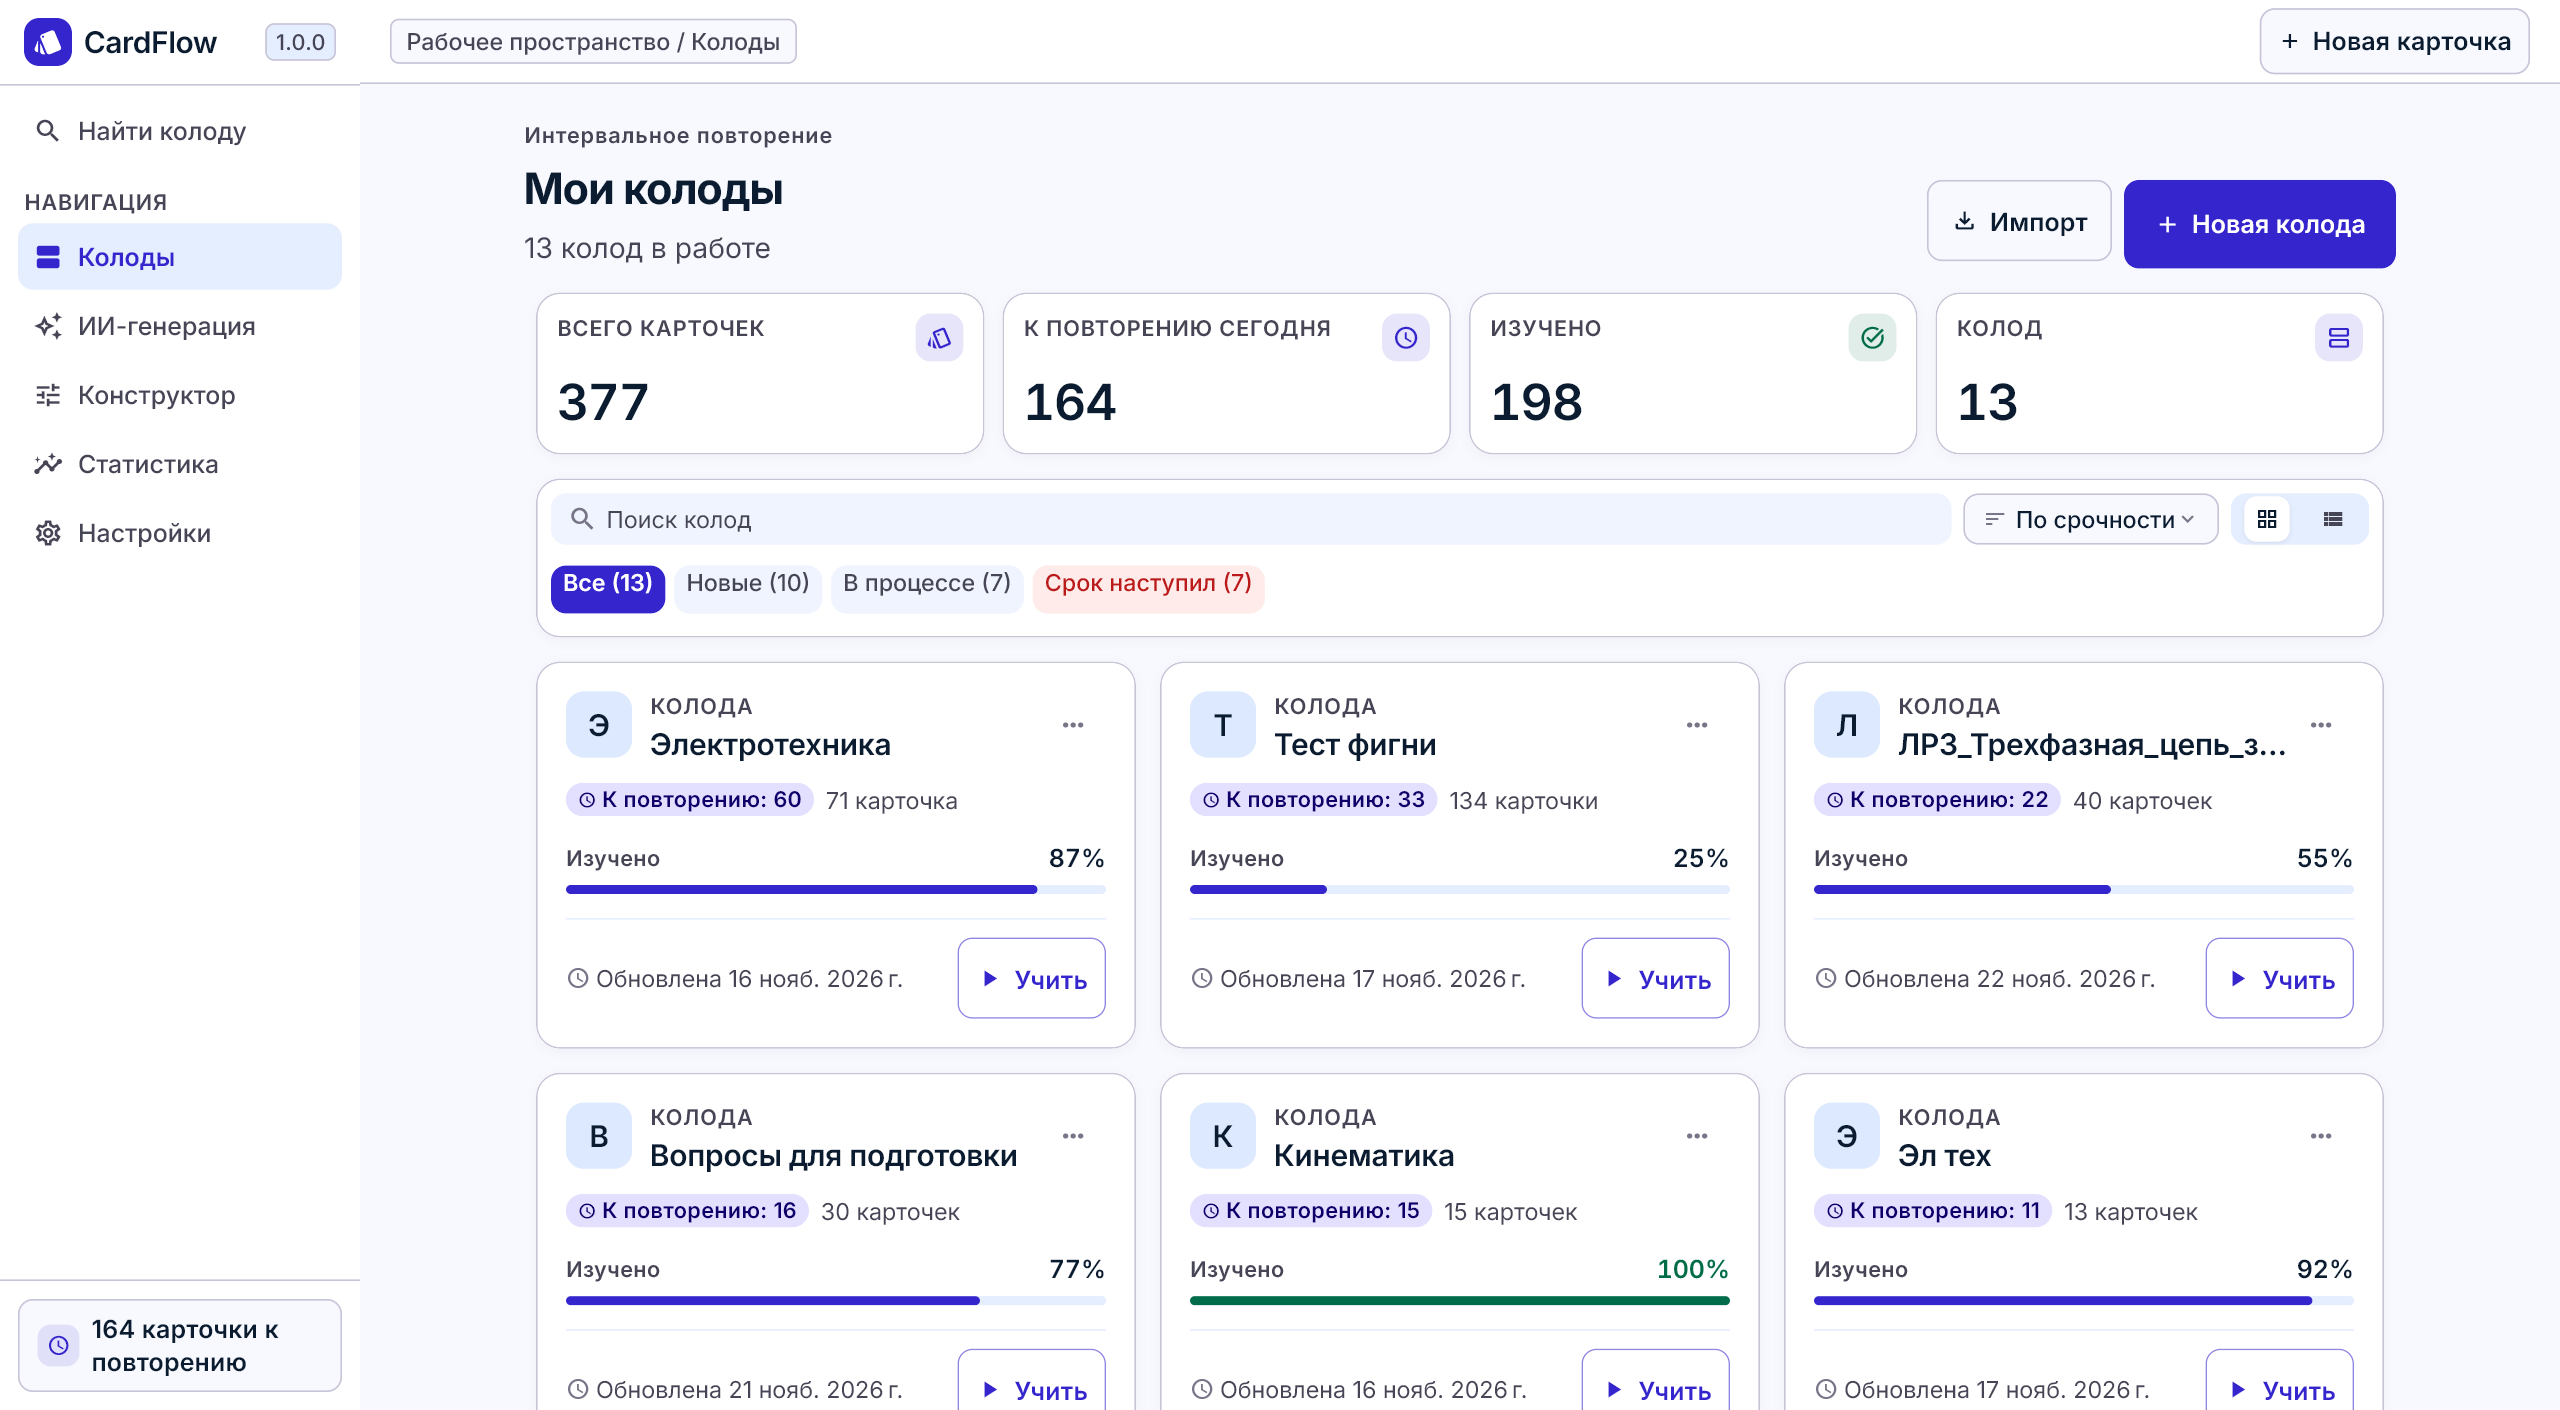 CardFlow
1.0.0
Рабочее пространство / Колоды
+ Новая карточка
Найти колоду
НАВИГАЦИЯ
Колоды
ИИ-генерация
Конструктор
Статистика
Настройки
164 карточки к
повторению
Интервальное повторение
Мои колоды
13 колод в работе
Импорт
+ Новая колода
ВСЕГО КАРТОЧЕК
377
К ПОВТОРЕНИЮ СЕГОДНЯ
164
ИЗУЧЕНО
198
КОЛОД
13
Поиск колод
По срочности
Все (13)
Новые (10)
В процессе (7)
Срок наступил (7)
Э
КОЛОДА
Электротехника
К повторению: 60
71 карточка
Изучено
87%
Обновлена 16 нояб. 2026 г.
Учить
Т
КОЛОДА
Тест фигни
К повторению: 33
134 карточки
Изучено
25%
Обновлена 17 нояб. 2026 г.
Учить
Л
КОЛОДА
ЛР3_Трехфазная_цепь_з...
К повторению: 22
40 карточек
Изучено
55%
Обновлена 22 нояб. 2026 г.
Учить
В
КОЛОДА
Вопросы для подготовки
К повторению: 16
30 карточек
Изучено
77%
Обновлена 21 нояб. 2026 г.
Учить
К
КОЛОДА
Кинематика
К повторению: 15
15 карточек
Изучено
100%
Обновлена 16 нояб. 2026 г.
Учить
Э
КОЛОДА
Эл тех
К повторению: 11
13 карточек
Изучено
92%
Обновлена 17 нояб. 2026 г.
Учить